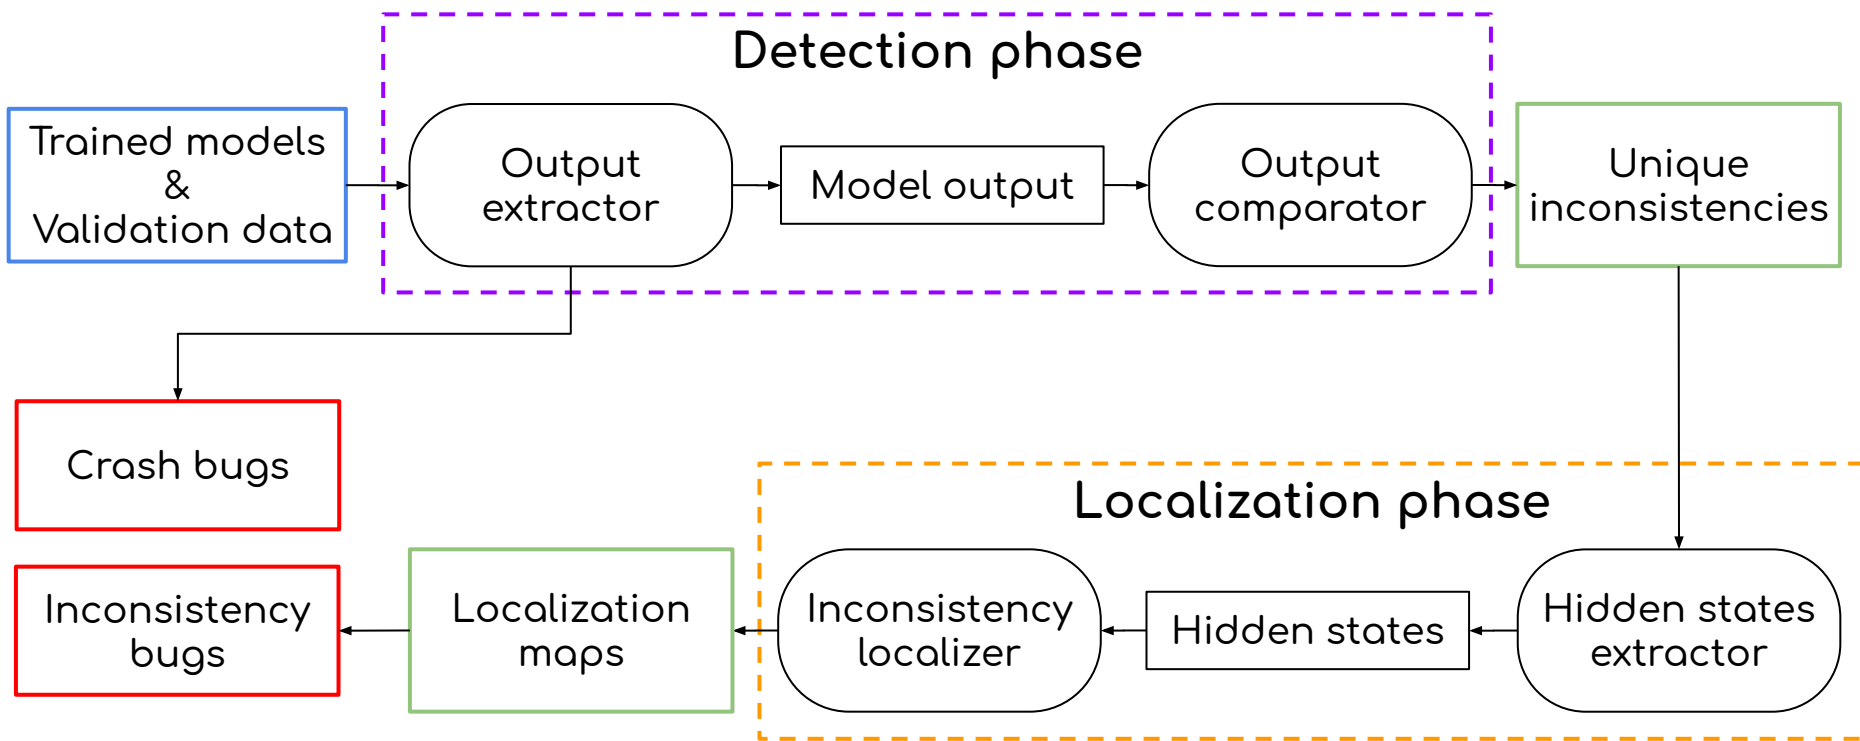 Detection phase
Trained models
&
Validation data
Output
extractor
Model output
Output
comparator
Unique
inconsistencies
Crash bugs
Localization phase
Inconsistency
bugs
Localization
maps
Inconsistency
localizer
Hidden states
Hidden states
extractor